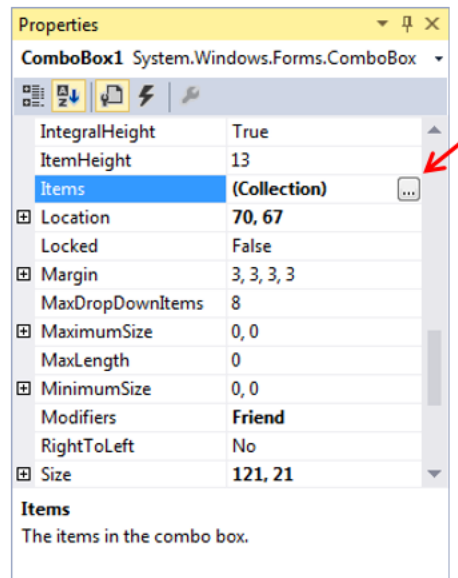 Properties
ComboBox1 System.Windows.Forms.ComboBox
IntegralHeight True
ItemHeight 13
Items (Collection) ...
Location 70, 67
Locked False
Margin 3, 3, 3, 3
MaxDropDownItems 8
MaximumSize 0, 0
MaxLength 0
MinimumSize 0, 0
Modifiers Friend
RightToLeft No
Size 121, 21
Items
The items in the combo box.